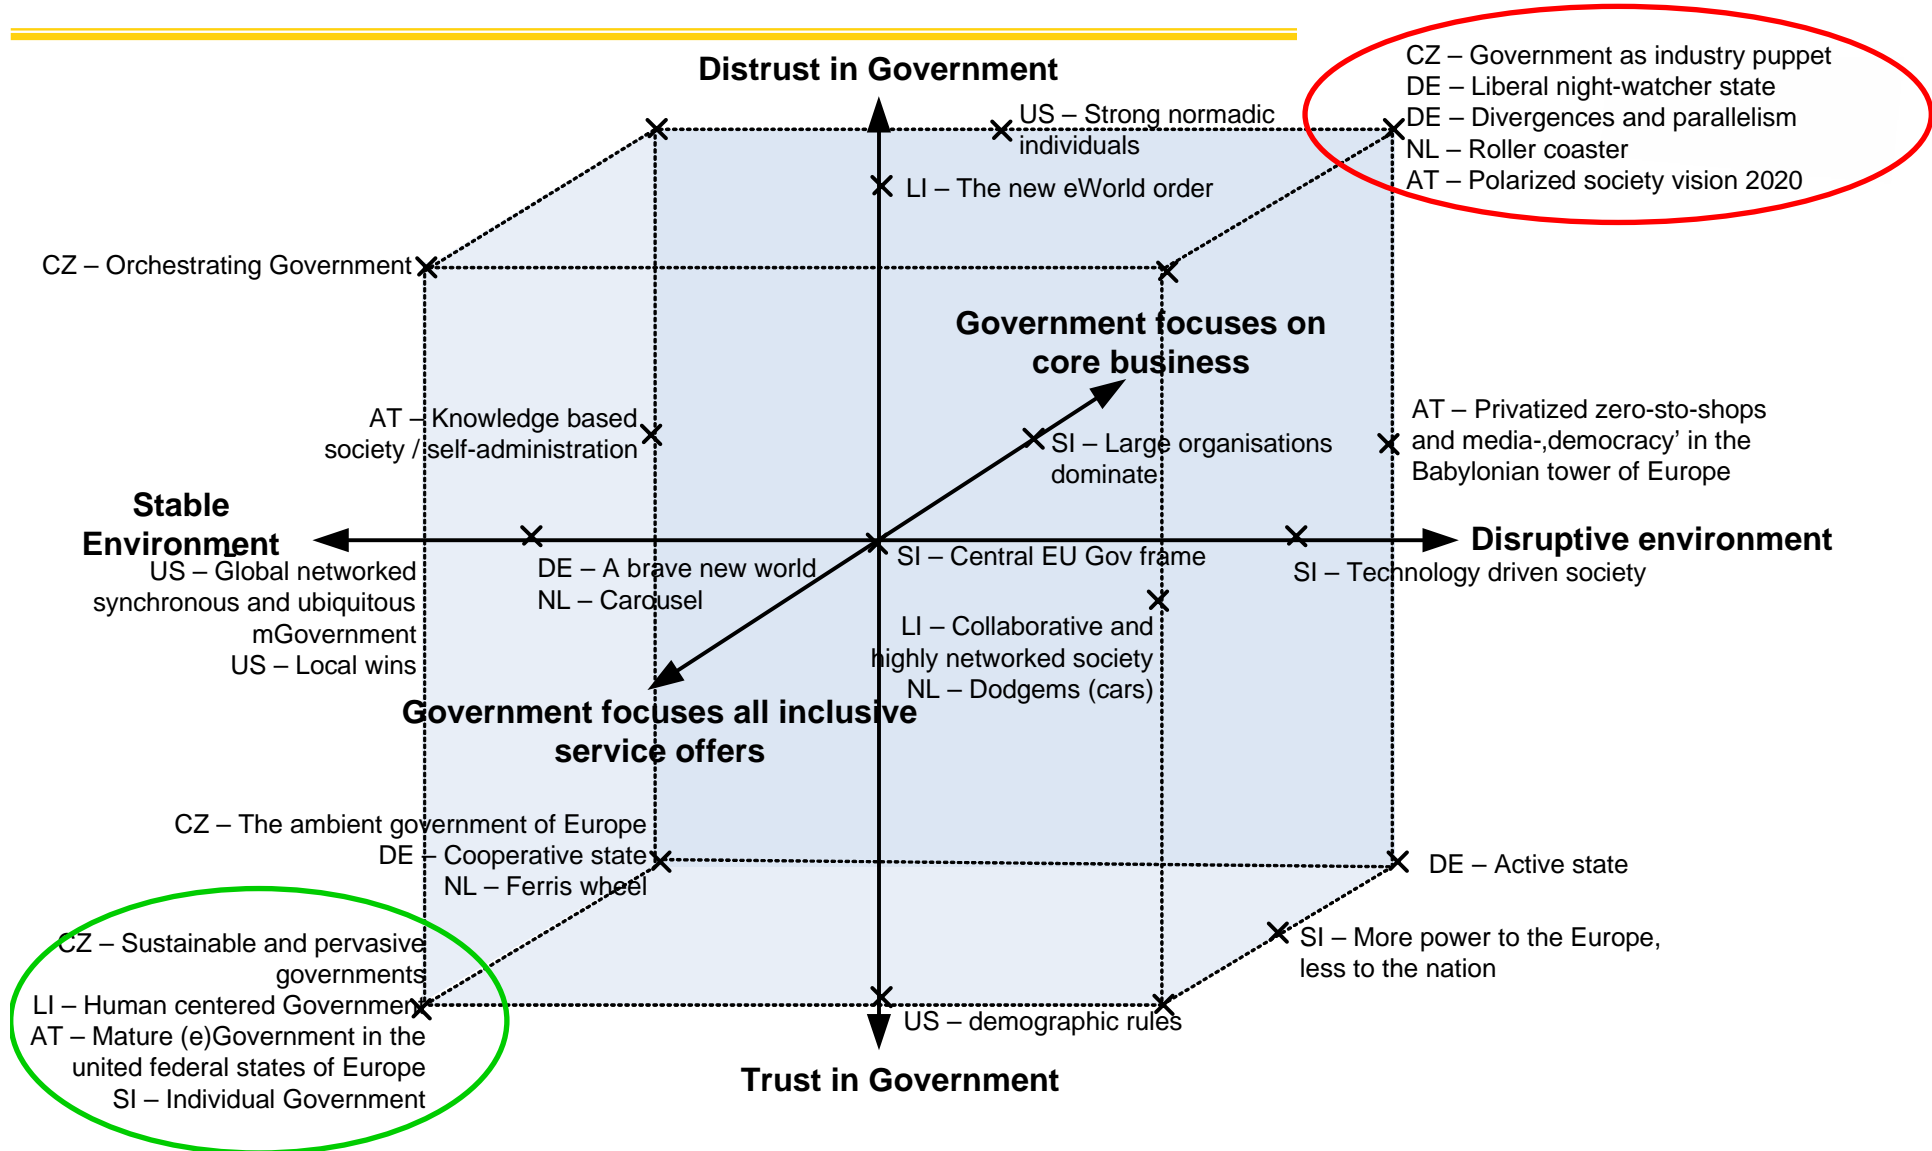 Distrust in Government
CZ – Government as industry puppet
DE – Liberal night-watcher state
DE – Divergences and parallelism
NL – Roller coaster
AT – Polarized society vision 2020
US – Strong normadic
individuals
LI – The new eWorld order
CZ – Orchestrating Government
Government focuses on
core business
AT – Knowledge based
society / self-administration
SI – Large organisations
dominate
AT – Privatized zero-sto-shops
and media-‚democracy’ in the
Babylonian tower of Europe
Stable
Environment
Disruptive environment
US – Global networked
synchronous and ubiquitous
mGovernment
US – Local wins
DE – A brave new world
NL – Carousel
SI – Central EU Gov frame
SI – Technology driven society
LI – Collaborative and
highly networked society
NL – Dodgems (cars)
Government focuses all inclusive
service offers
CZ – The ambient government of Europe
DE – Cooperative state
NL – Ferris wheel
DE – Active state
CZ – Sustainable and pervasive
governments
LI – Human centered Government
AT – Mature (e)Government in the
united federal states of Europe
SI – Individual Government
SI – More power to the Europe,
less to the nation
US – demographic rules
Trust in Government